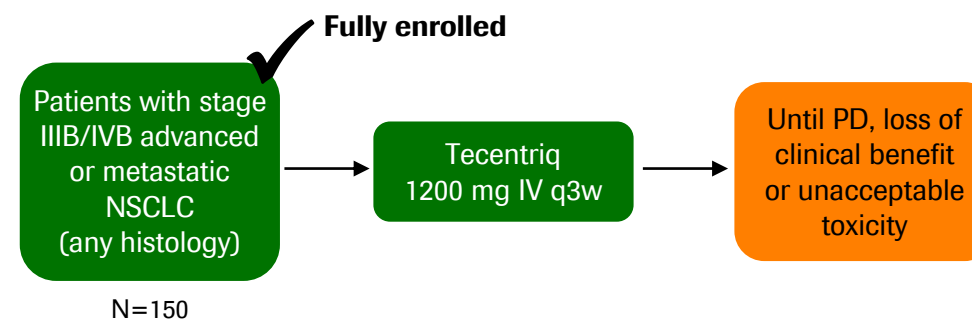 Fully enrolled
Patients with stage
IIIB/IVB advanced
or metastatic
NSCLC
(any histology)
N=150
Tecentriq
1200 mg IV q3w
Until PD, loss of
clinical benefit
or unacceptable
toxicity